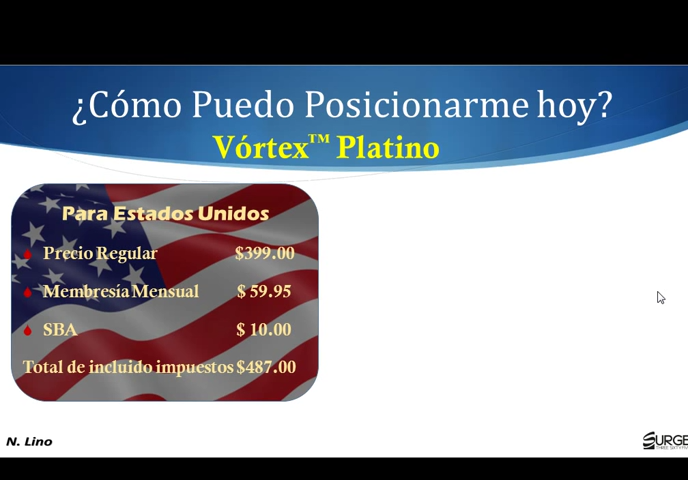 ¿Cómo Puedo Posicionarme hoy?
Vórtex™ Platino
Para Estados Unidos
Precio Regular $399.00
Membresía Mensual $ 59.95
SBA $ 10.00
Total de incluido impuestos $487.00
N. Lino
SURGE